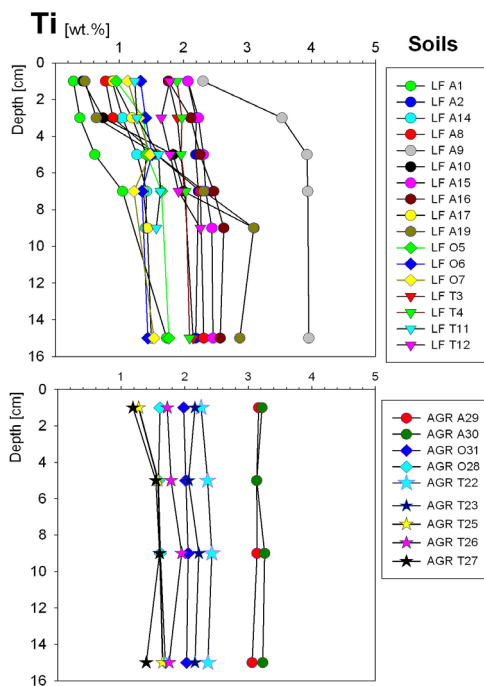 Ti [wt.%]
Soils
1 2 3 4 5
0
2
4
6
8
10
12
14
16
Depth [cm]
LF A1
LF A2
LF A14
LF A8
LF A9
LF A10
LF A15
LF A16
LF A17
LF A19
LF O5
LF O6
LF O7
LF T3
LF T4
LF T11
LF T12
1 2 3 4 5
0
2
4
6
8
10
12
14
16
Depth [cm]
AGR A29
AGR A30
AGR O31
AGR O28
AGR T22
AGR T23
AGR T25
AGR T26
AGR T27